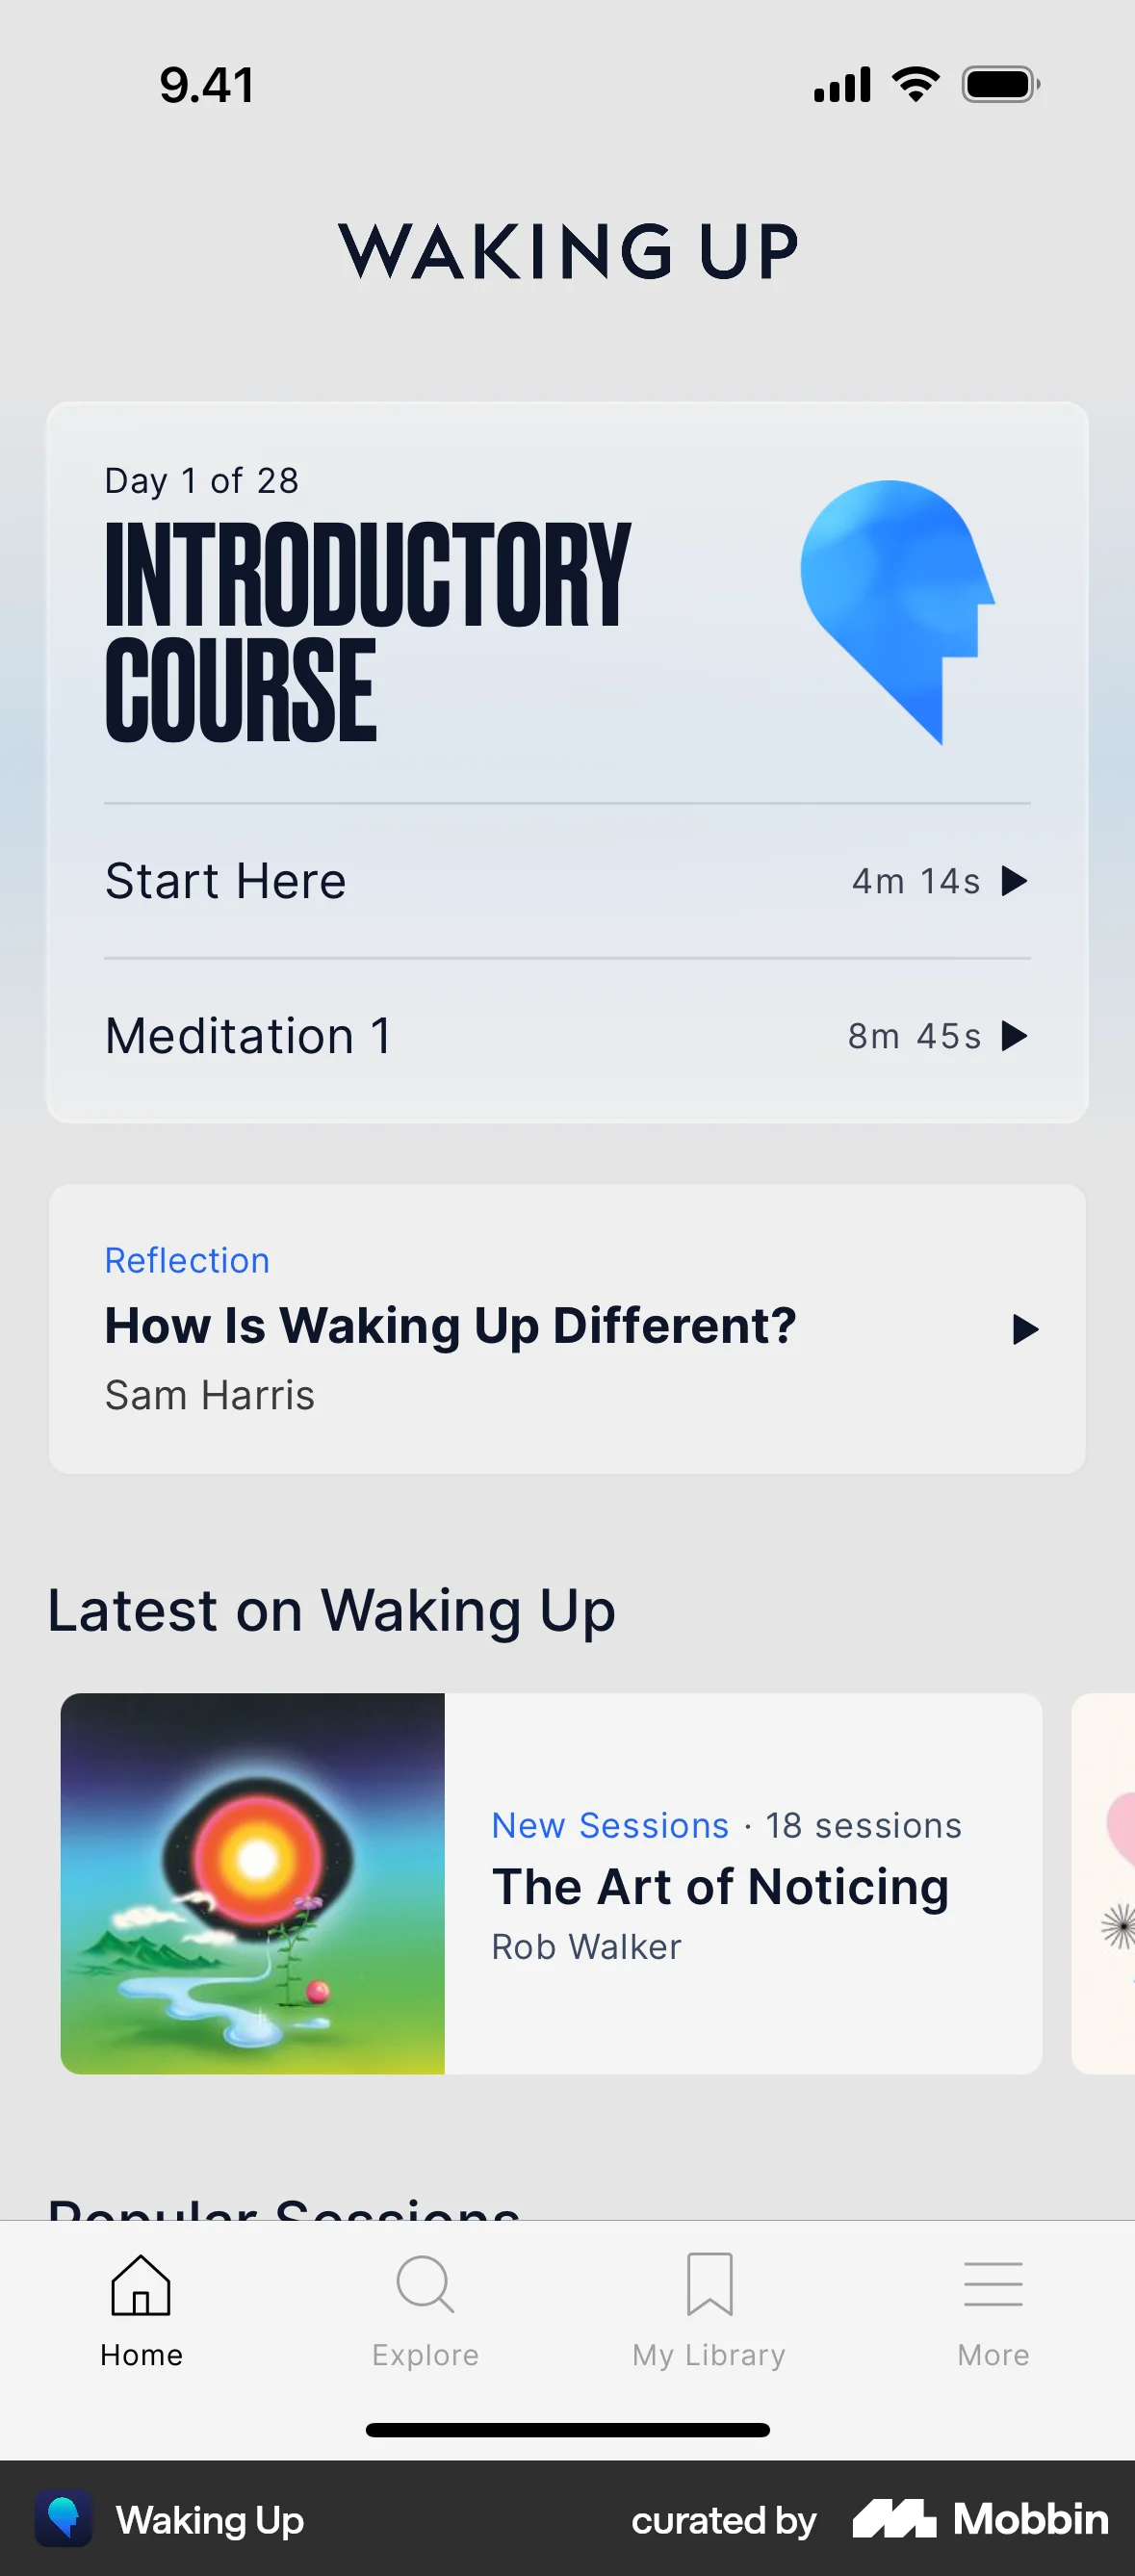 9.41
WAKING UP
Day 1 of 28
INTRODUCTORY
COURSE
Start Here 4m 14s
Meditation 1 8m 45s
Reflection
How Is Waking Up Different?
Sam Harris
Latest on Waking Up
New Sessions · 18 sessions
The Art of Noticing
Rob Walker
Popular Sessions
Home Explore My Library More
Waking Up curated by Mobbin